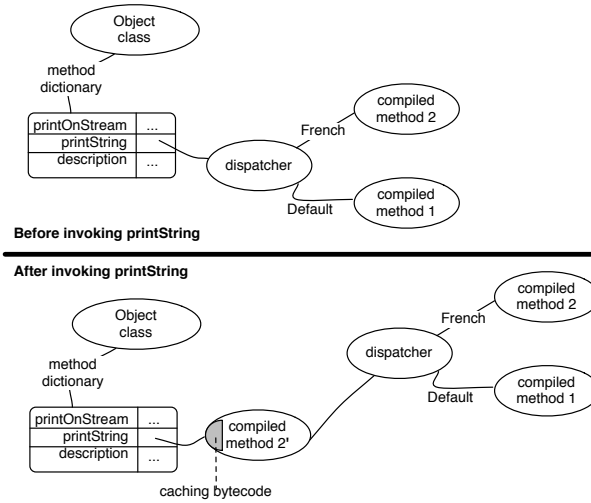 Object
class
method
dictionary
compiled
method 2
printOnStream ...
French
printString
description ...
dispatcher
compiled
method 1
Default
Before invoking printString
After invoking printString
compiled
method 2
Object
class
French
dispatcher
method
dictionary
compiled
method 1
Default
printOnStream ...
compiled
method 2'
printString
description ...
caching bytecode